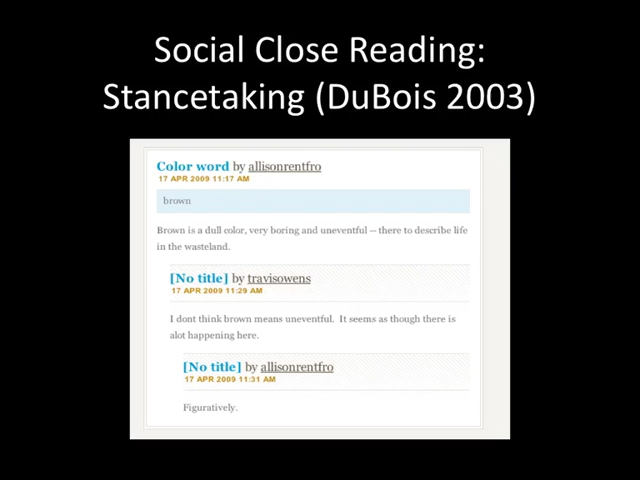 Social Close Reading:
Stancetaking (DuBois 2003)
Color word by allisonrentfro
17 APR 2009 11:17 AM
brown
Brown is a dull color, very boring and uneventful -- there to describe life
in the wasteland.
[No title] by travisowens
17 APR 2009 11:29 AM
I dont think brown means uneventful. It seems as though there is
alot happening here.
[No title] by allisonrentfro
17 APR 2009 11:31 AM
Figuratively.